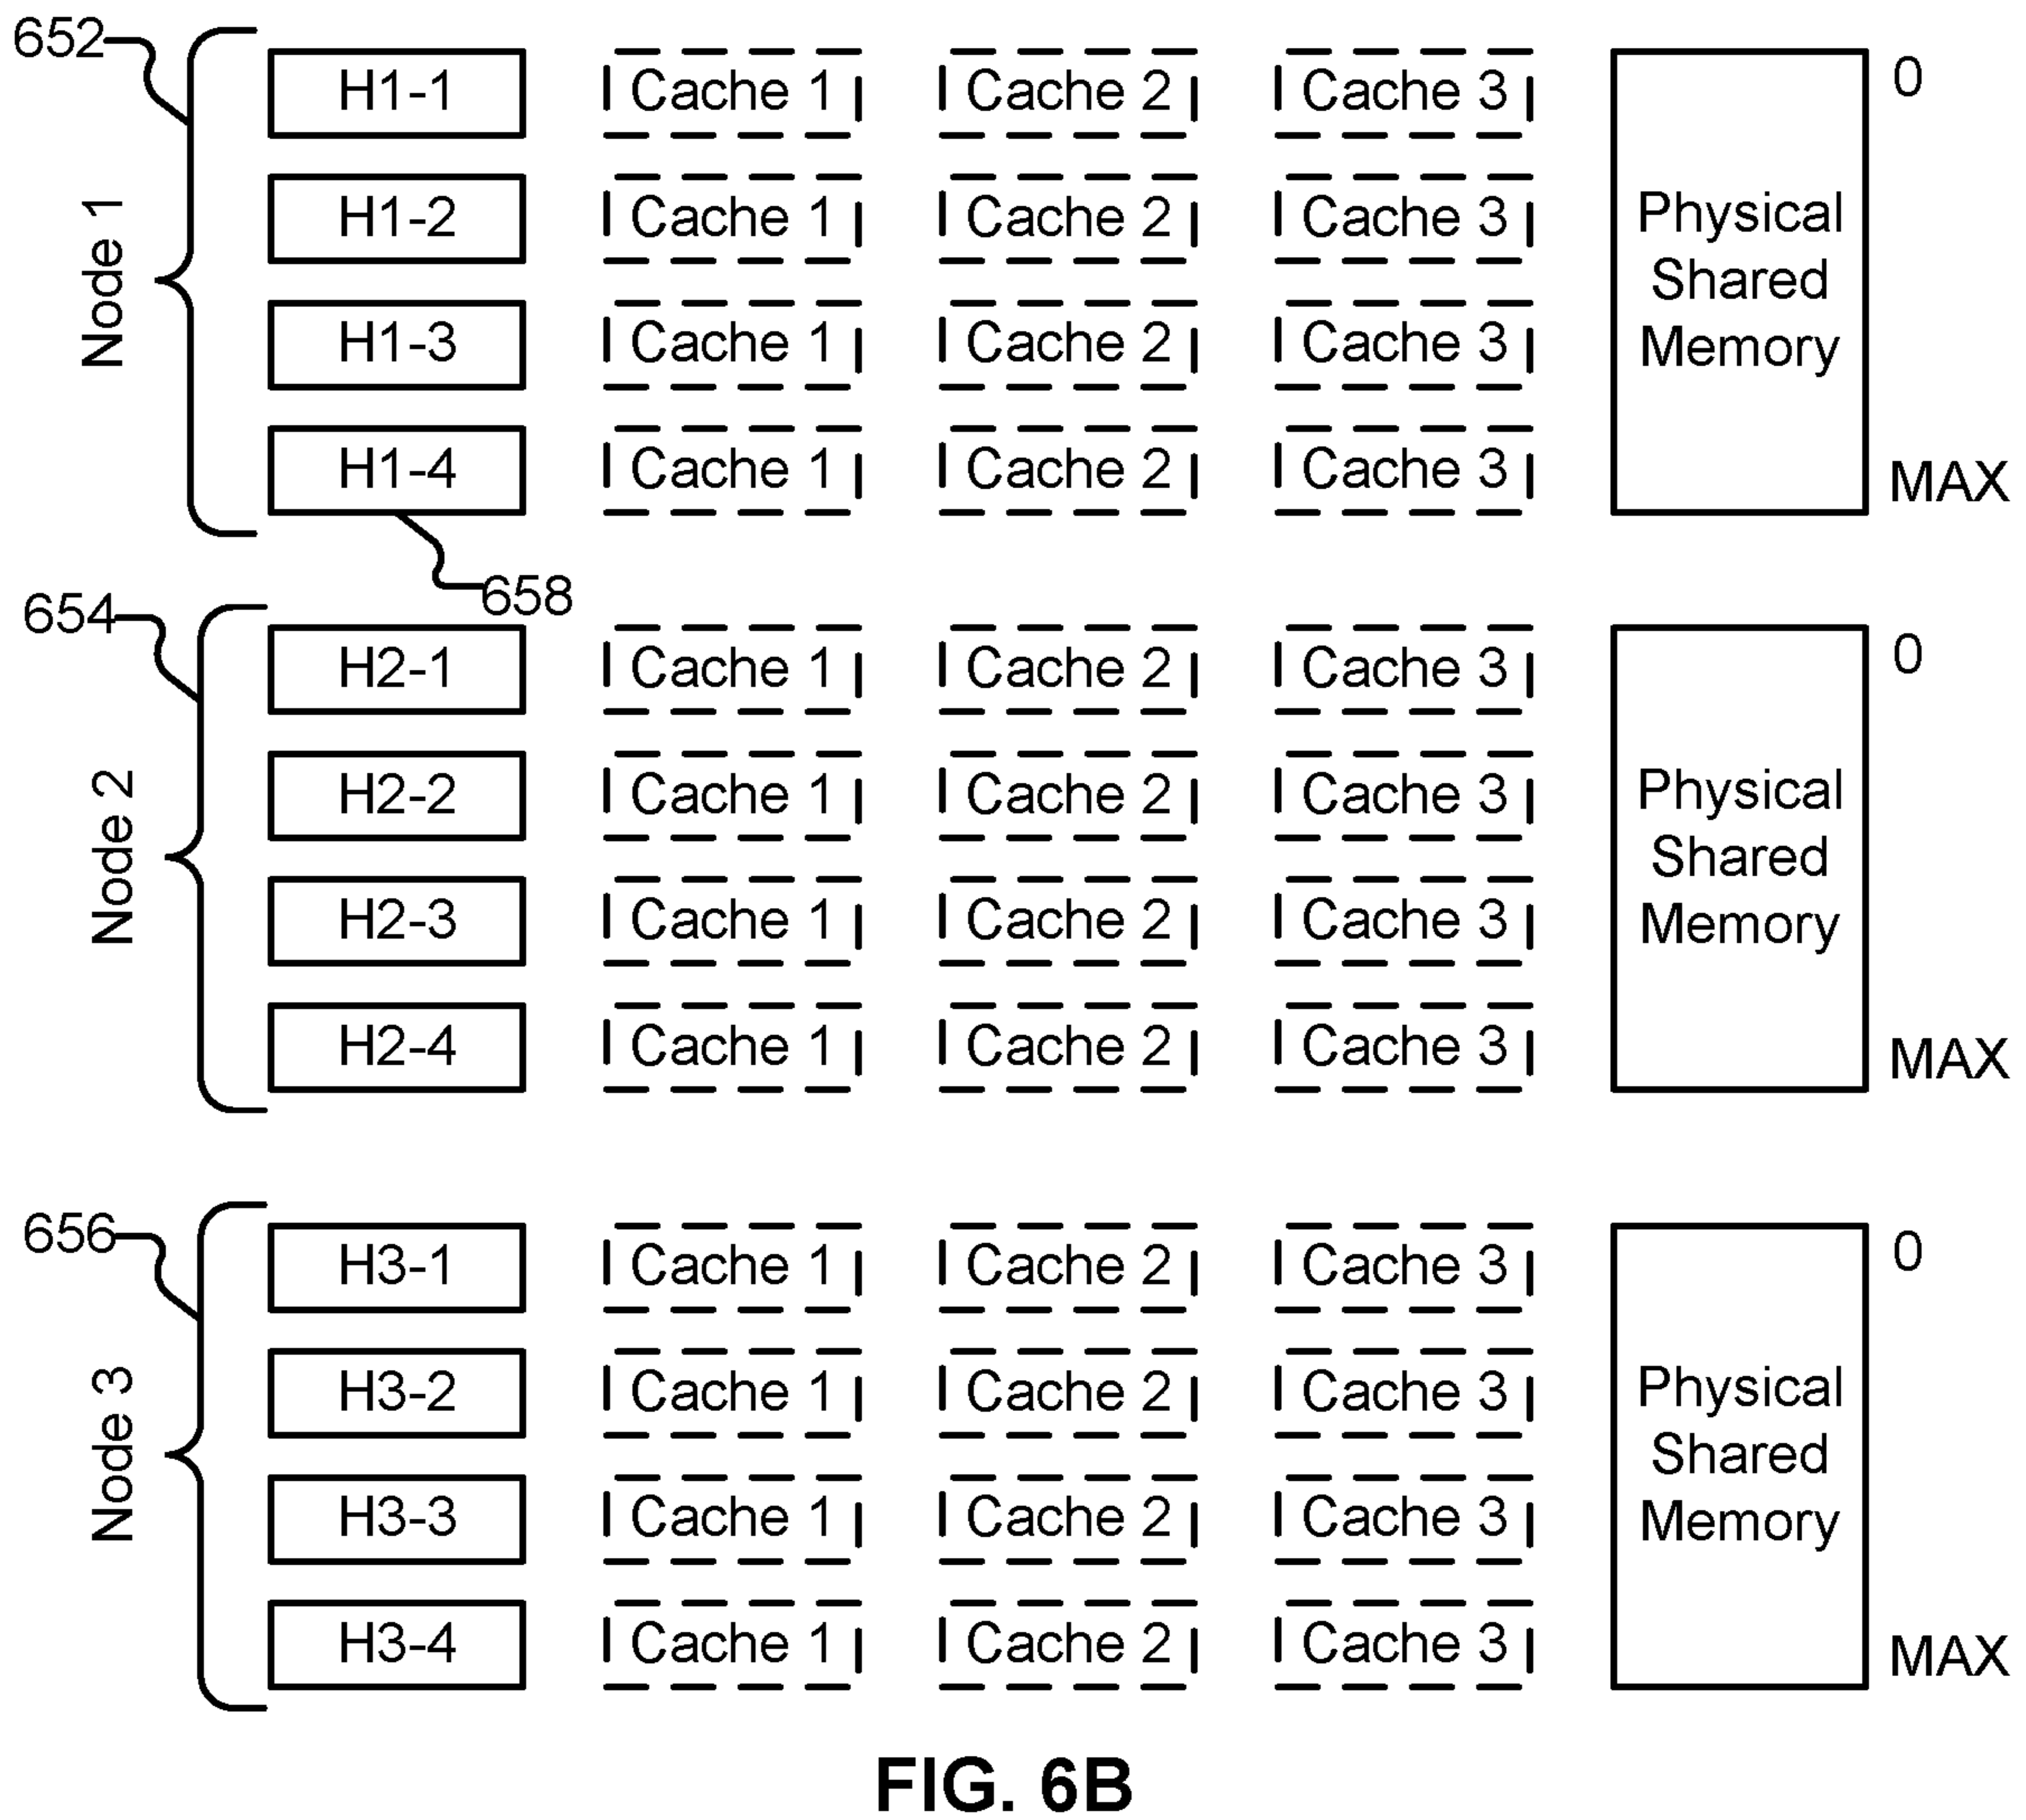 652
Node 1
H1-1 Cache 1 Cache 2 Cache 3
H1-2 Cache 1 Cache 2 Cache 3
H1-3 Cache 1 Cache 2 Cache 3
H1-4 Cache 1 Cache 2 Cache 3
658
0
Physical
Shared
Memory
MAX
654
Node 2
H2-1 Cache 1 Cache 2 Cache 3
H2-2 Cache 1 Cache 2 Cache 3
H2-3 Cache 1 Cache 2 Cache 3
H2-4 Cache 1 Cache 2 Cache 3
0
Physical
Shared
Memory
MAX
656
Node 3
H3-1 Cache 1 Cache 2 Cache 3
H3-2 Cache 1 Cache 2 Cache 3
H3-3 Cache 1 Cache 2 Cache 3
H3-4 Cache 1 Cache 2 Cache 3
0
Physical
Shared
Memory
MAX
FIG. 6B